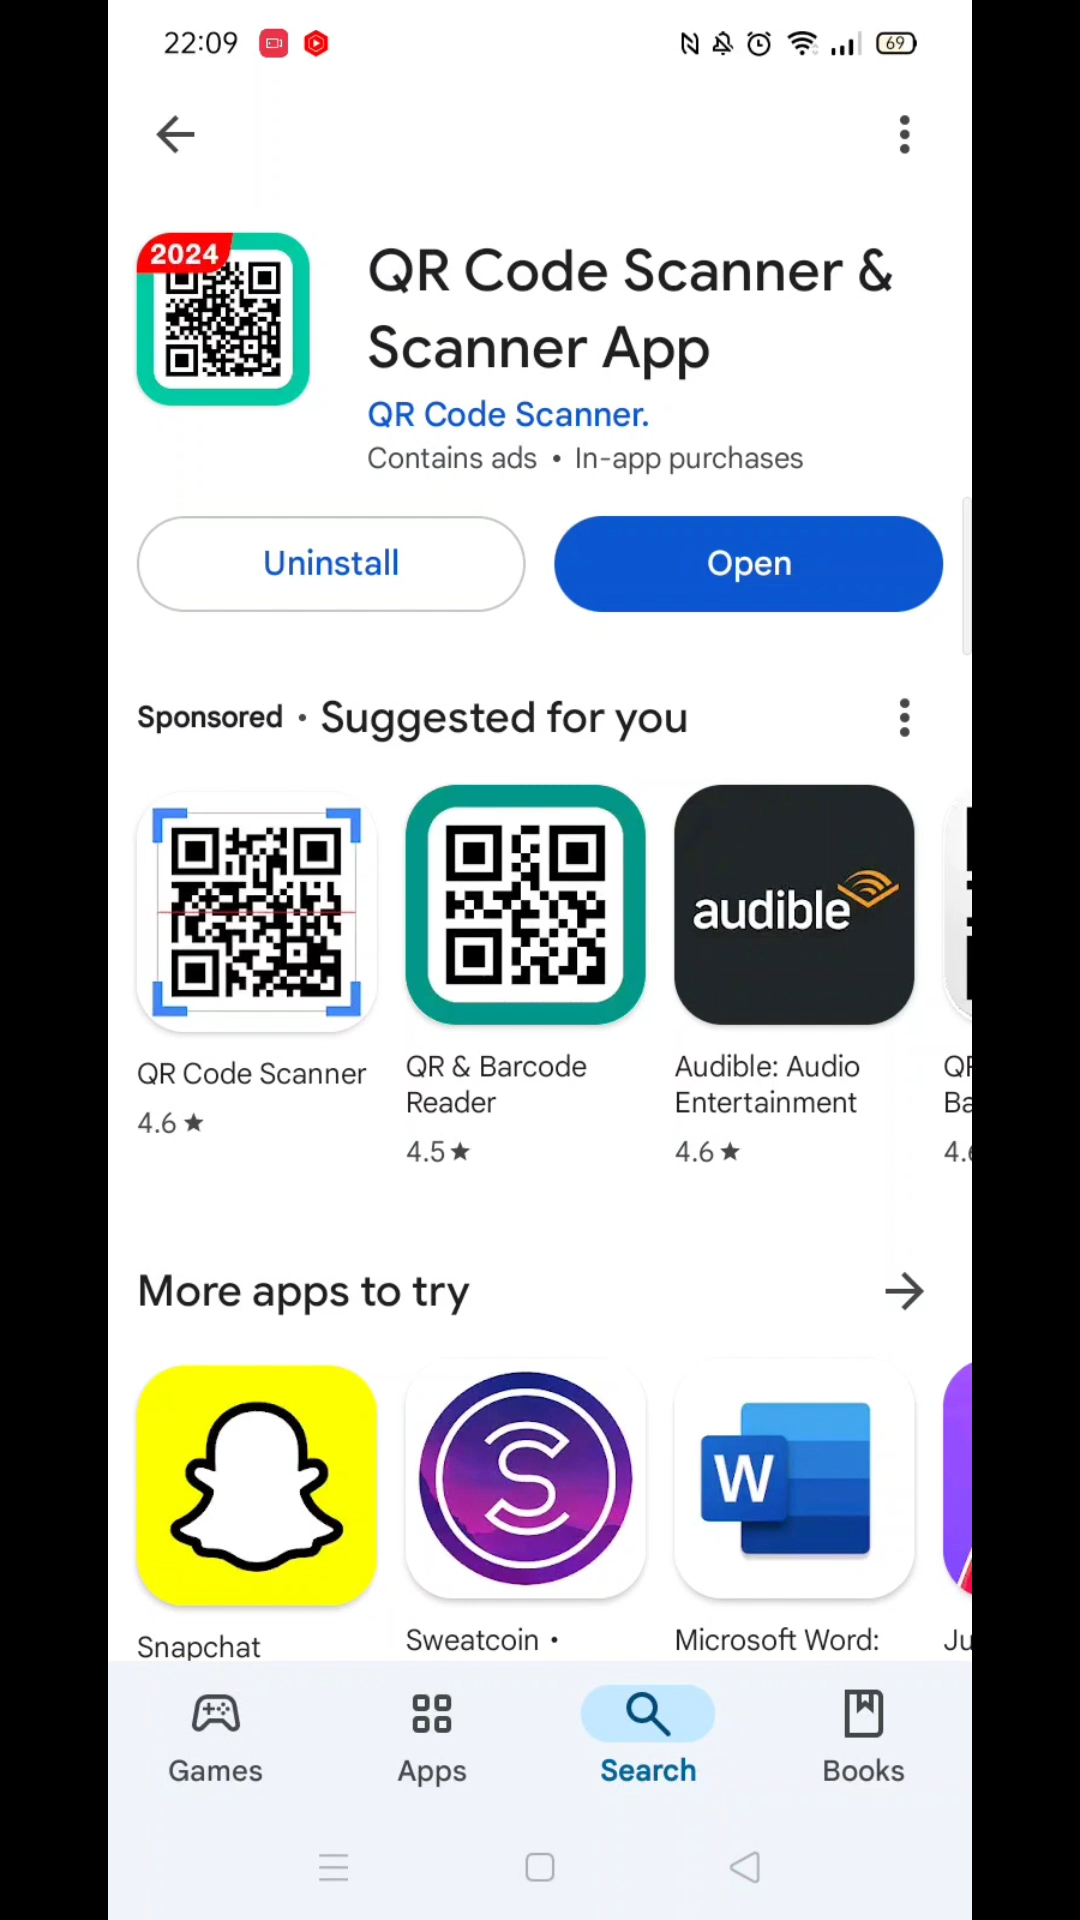 22:09
69
2024
QR Code Scanner &
Scanner App
QR Code Scanner.
Contains ads • In-app purchases
Uninstall
Open
Sponsored • Suggested for you
audible
QR Code Scanner
4.6 ★
QR & Barcode
Reader
4.5 ★
Audible: Audio
Entertainment
4.6 ★
More apps to try
S
W
Snapchat
Sweatcoin •
Microsoft Word:
Ju
Games
Apps
Search
Books